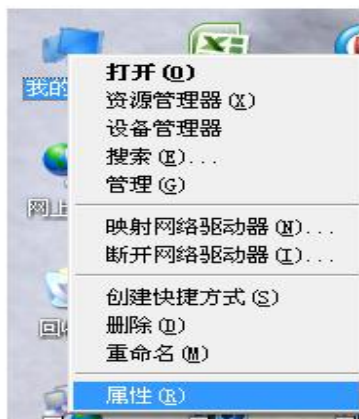 我的
打开(O)
资源管理器(X)
设备管理器
搜索(E)...
管理(G)
网上
映射网络驱动器(N)...
断开网络驱动器(I)...
创建快捷方式(S)
回收
删除(D)
重命名(M)
属性(R)